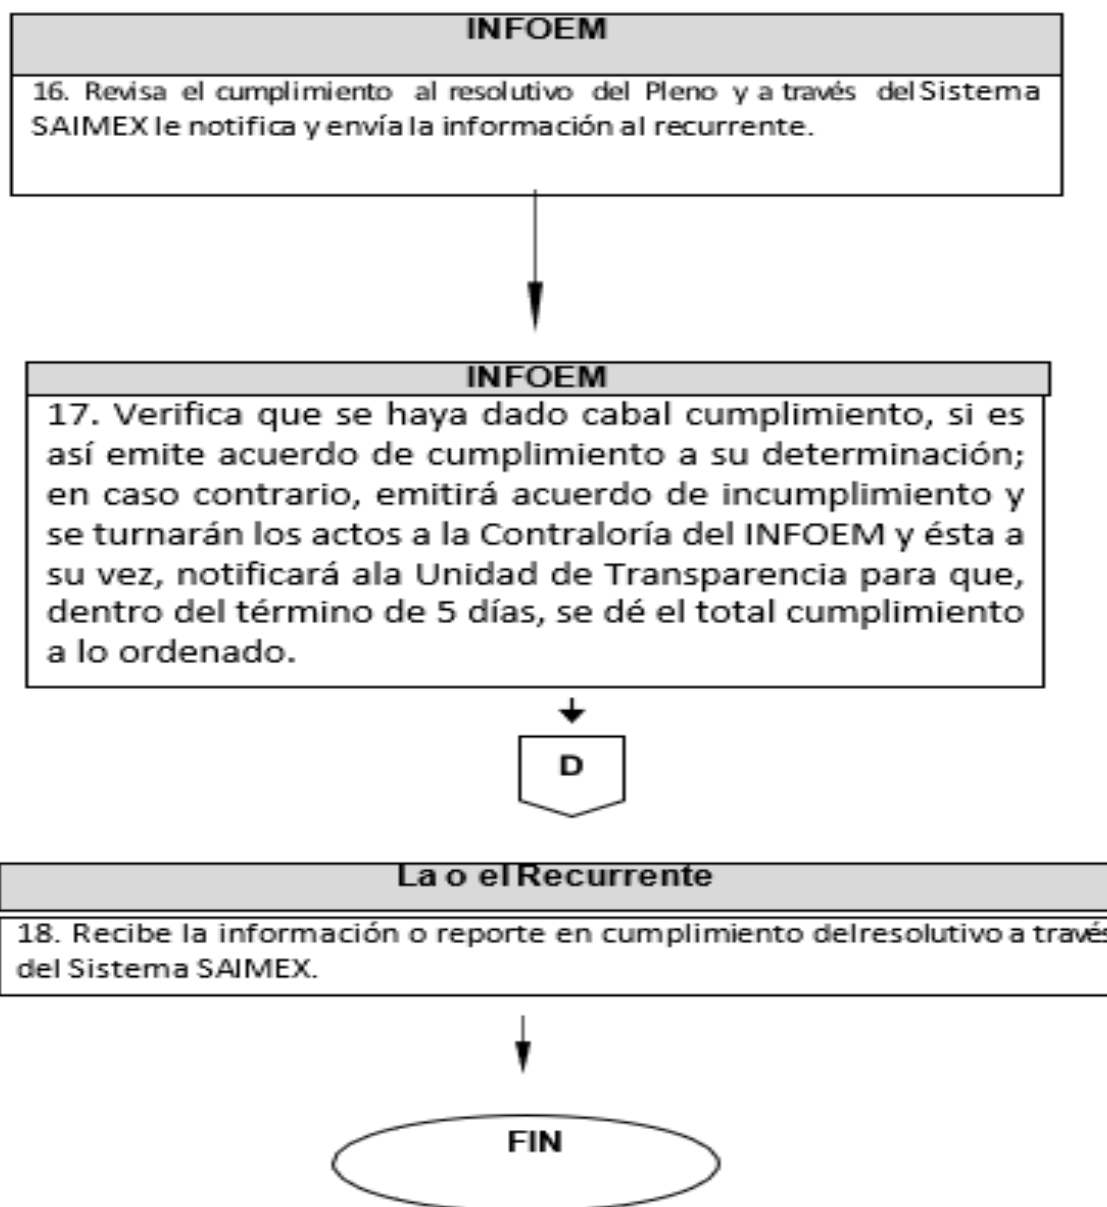 INFOEM
16. Revisa el cumplimiento al resolutivo del Pleno y a través del Sistema
SAIMEX le notifica y envía la información al recurrente.
INFOEM
17. Verifica que se haya dado cabal cumplimiento, si es
así emite acuerdo de cumplimiento a su determinación;
en caso contrario, emitirá acuerdo de incumplimiento y
se turnarán los actos a la Contraloría del INFOEM y ésta a
su vez, notificará ala Unidad de Transparencia para que,
dentro del término de 5 días, se dé el total cumplimiento
a lo ordenado.
D
La o el Recurrente
18. Recibe la información o reporte en cumplimiento delresolutivo a través
del Sistema SAIMEX.
FIN